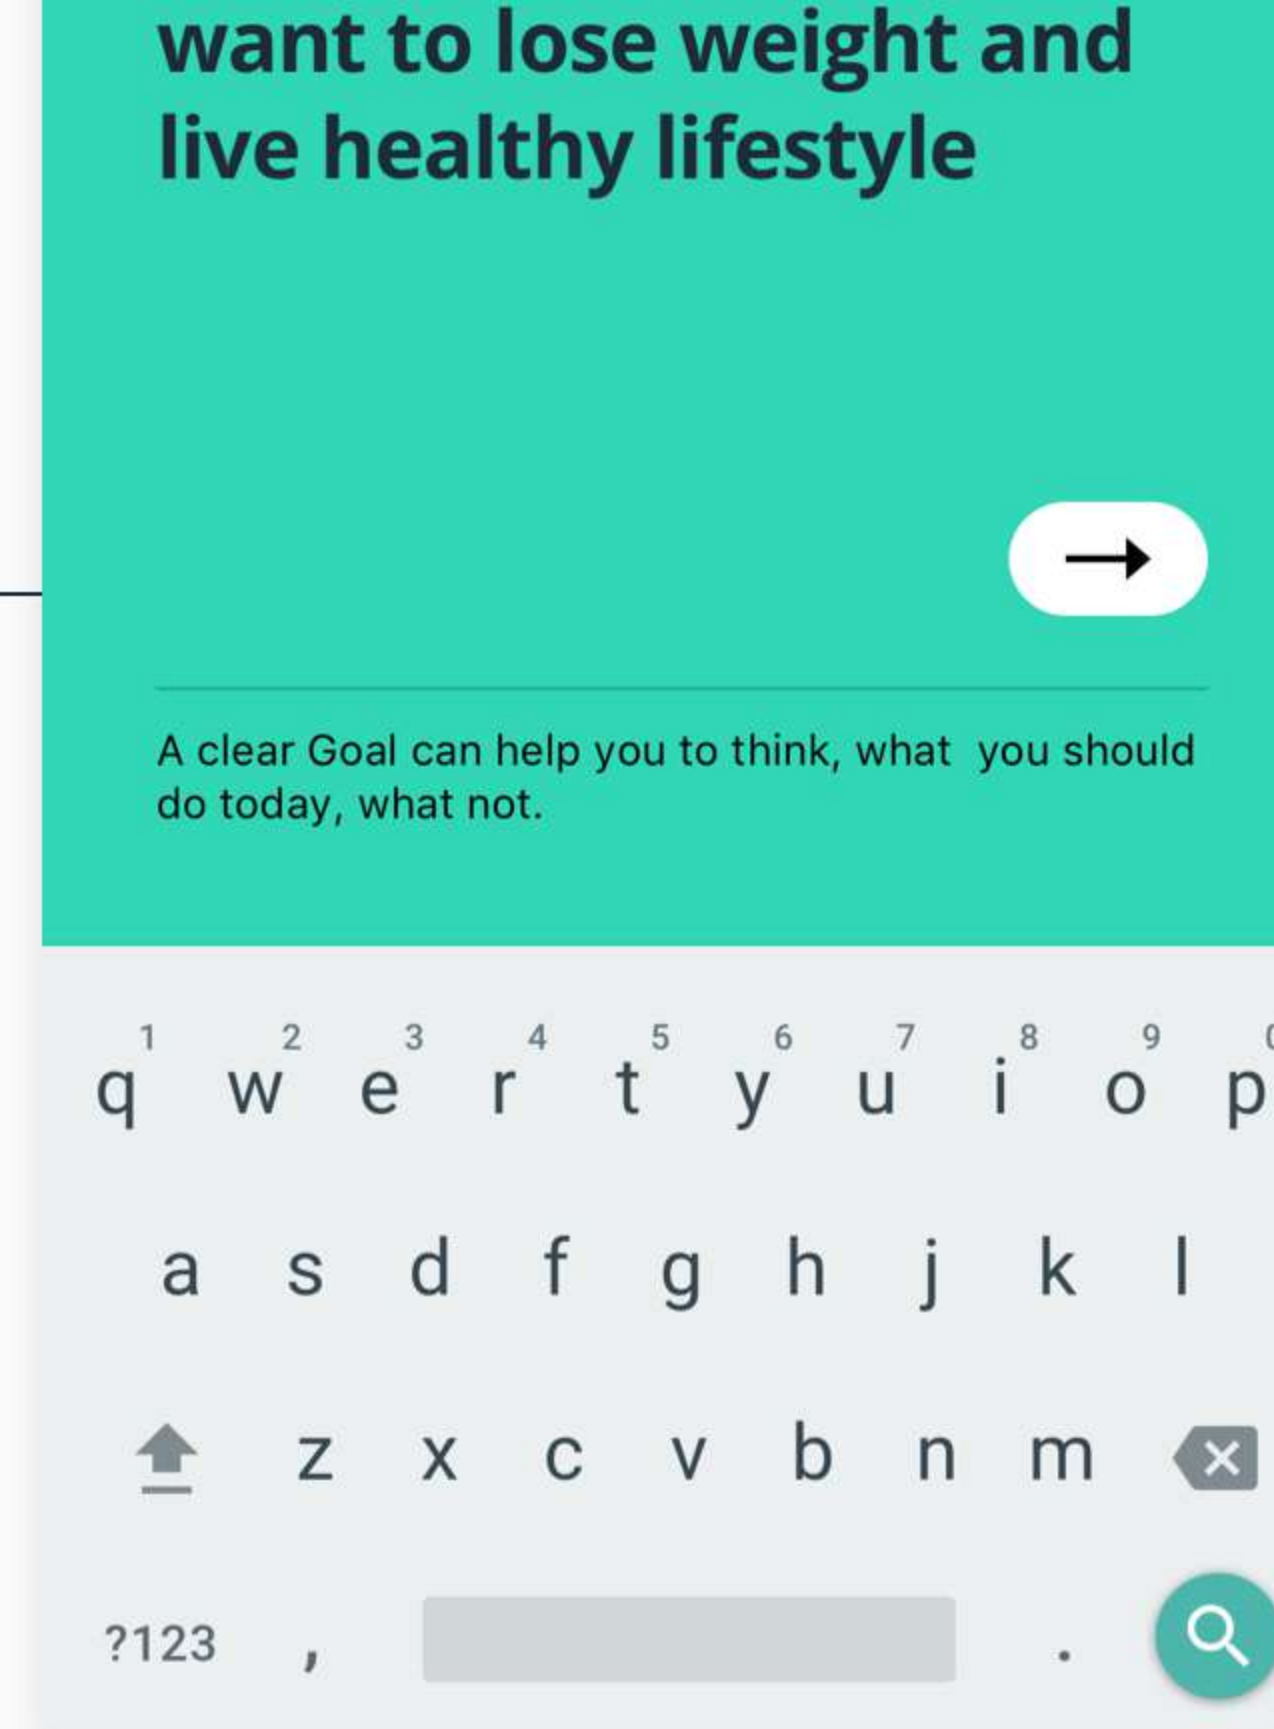 want to lose weight and
live healthy lifestyle
A clear Goal can help you to think, what  you should
do today, what not.
1 2 3 4 5 6 7 8 9 0
q w e r t y u i o p
a s d f g h j k l
z x c v b n m
?123 , .